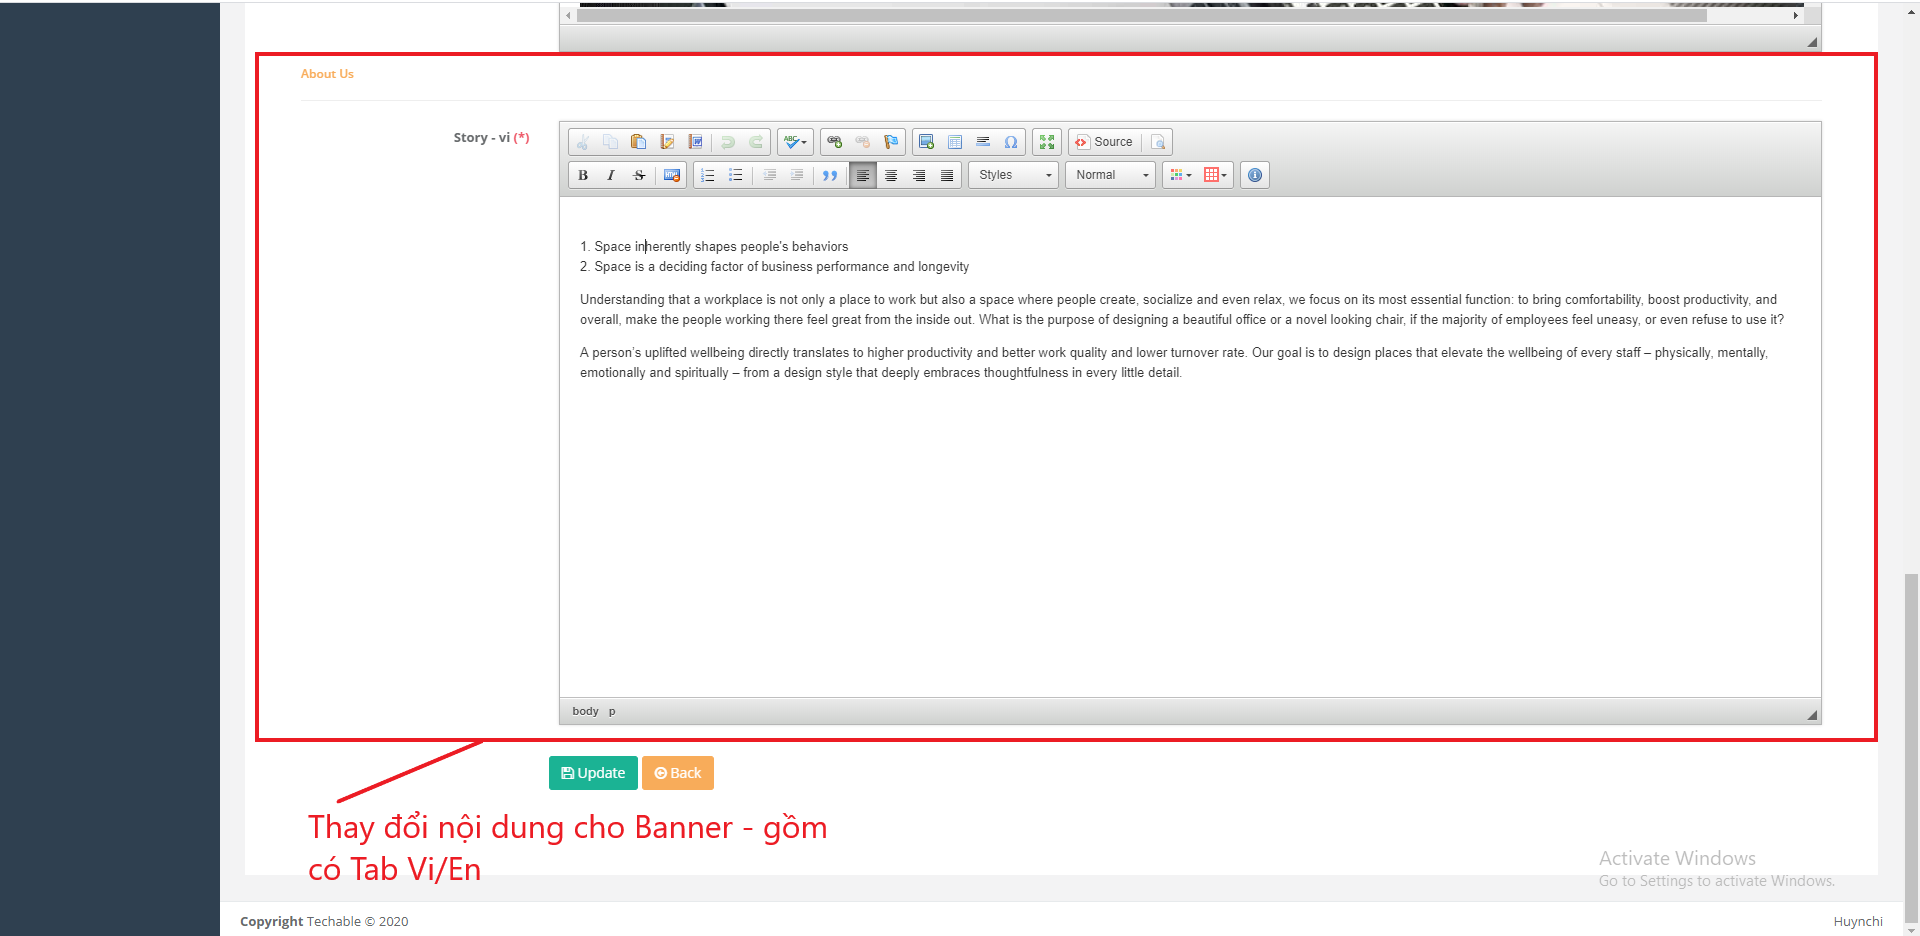 About Us
Story - vi (*)
ABC
Source
B I S Styles Normal
1. Space inherently shapes people's behaviors
2. Space is a deciding factor of business performance and longevity
Understanding that a workplace is not only a place to work but also a space where people create, socialize and even relax, we focus on its most essential function: to bring comfortability, boost productivity, and
overall, make the people working there feel great from the inside out. What is the purpose of designing a beautiful office or a novel looking chair, if the majority of employees feel uneasy, or even refuse to use it?
A person's uplifted wellbeing directly translates to higher productivity and better work quality and lower turnover rate. Our goal is to design places that elevate the wellbeing of every staff – physically, mentally,
emotionally and spiritually – from a design style that deeply embraces thoughtfulness in every little detail.
body p
Update Back
Thay đổi nội dung cho Banner - gồm
có Tab Vi/En
Activate Windows
Go to Settings to activate Windows.
Copyright Techable © 2020
Huynchi